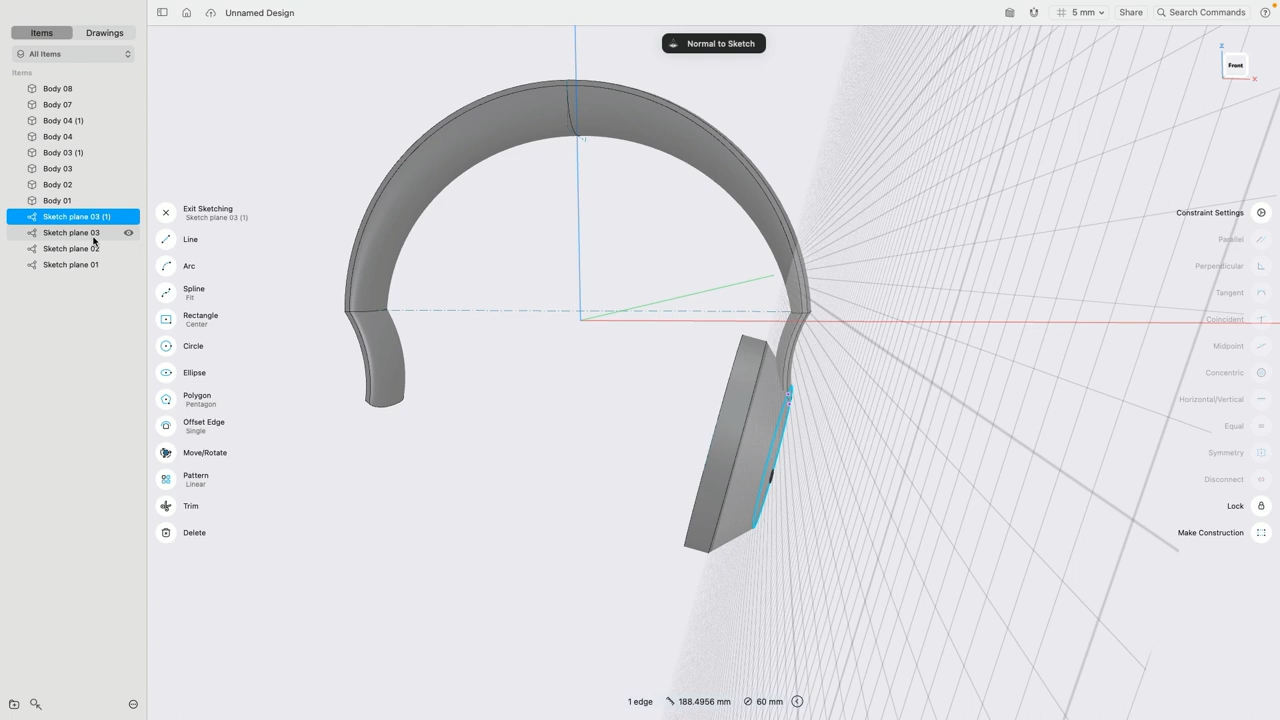 Unnamed Design
5 mm
Share
Search Commands
Items
Drawings
All Items
Items
Body 08
Body 07
Body 04 (1)
Body 04
Body 03 (1)
Body 03
Body 02
Body 01
Sketch plane 03 (1)
Sketch plane 03
Sketch plane 02
Sketch plane 01
Normal to Sketch
Z
Front
X
Exit Sketching
Sketch plane 03 (1)
Line
Arc
Spline
Fit
Rectangle
Center
Circle
Ellipse
Polygon
Pentagon
Offset Edge
Single
Move/Rotate
Pattern
Linear
Trim
Delete
Constraint Settings
Parallel
Perpendicular
Tangent
Coincident
Midpoint
Concentric
Horizontal/Vertical
Equal
Symmetry
Disconnect
Lock
Make Construction
1 edge
188.4956 mm
60 mm